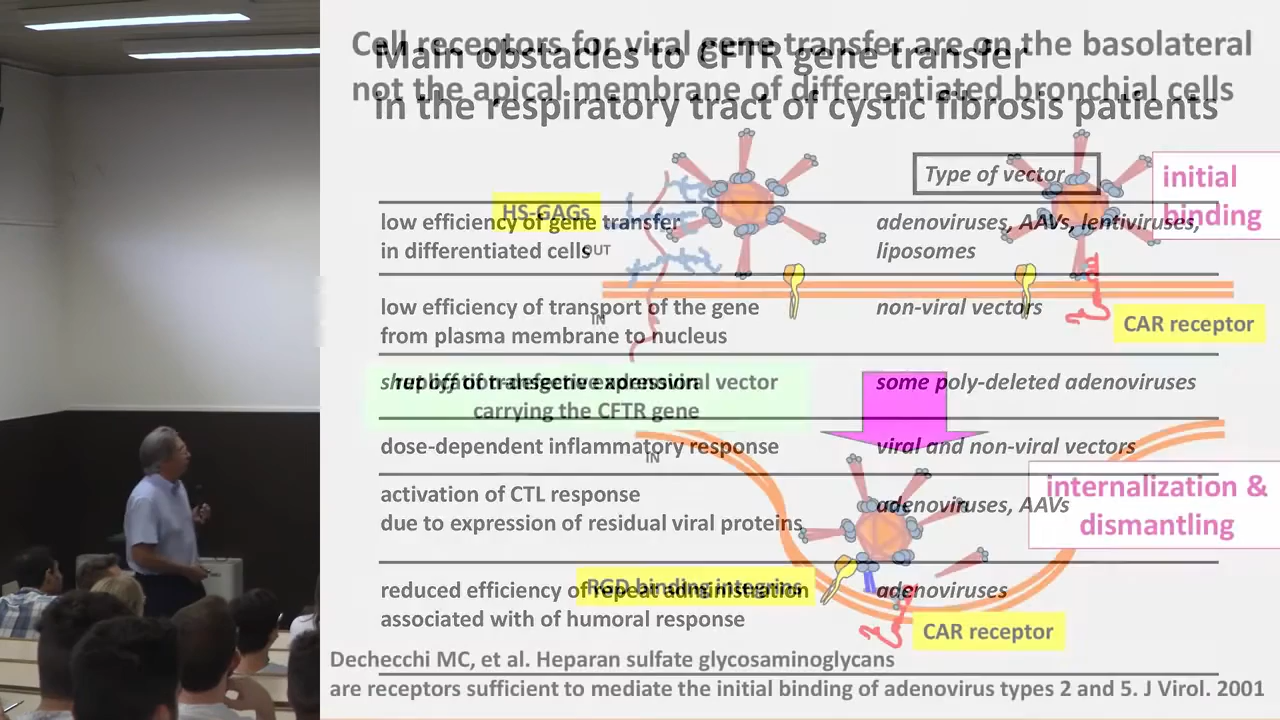 Cell receptors for viral gene transfer are on the basolateral
not the apical membrane of differentiated bronchial cells
Main obstacles to CFTR gene transfer
in the respiratory tract of cystic fibrosis patients
Type of vector
initial
binding
HS-GAGs
low efficiency of gene transfer
in differentiated cells
adenoviruses, AAVs, lentiviruses,
liposomes
OUT
low efficiency of transport of the gene
from plasma membrane to nucleus
non-viral vectors
IN
CAR receptor
shut off of transgene expression
some poly-deleted adenoviruses
replication-defective adenoviral vector
carrying the CFTR gene
dose-dependent inflammatory response
viral and non-viral vectors
IN
activation of CTL response
due to expression of residual viral proteins
adenoviruses, AAVs
internalization &
dismantling
reduced efficiency of repeat administration
associated with of humoral response
adenoviruses
RGD binding integrins
CAR receptor
Dechecchi MC, et al. Heparan sulfate glycosaminoglycans
are receptors sufficient to mediate the initial binding of adenovirus types 2 and 5. J Virol. 2001